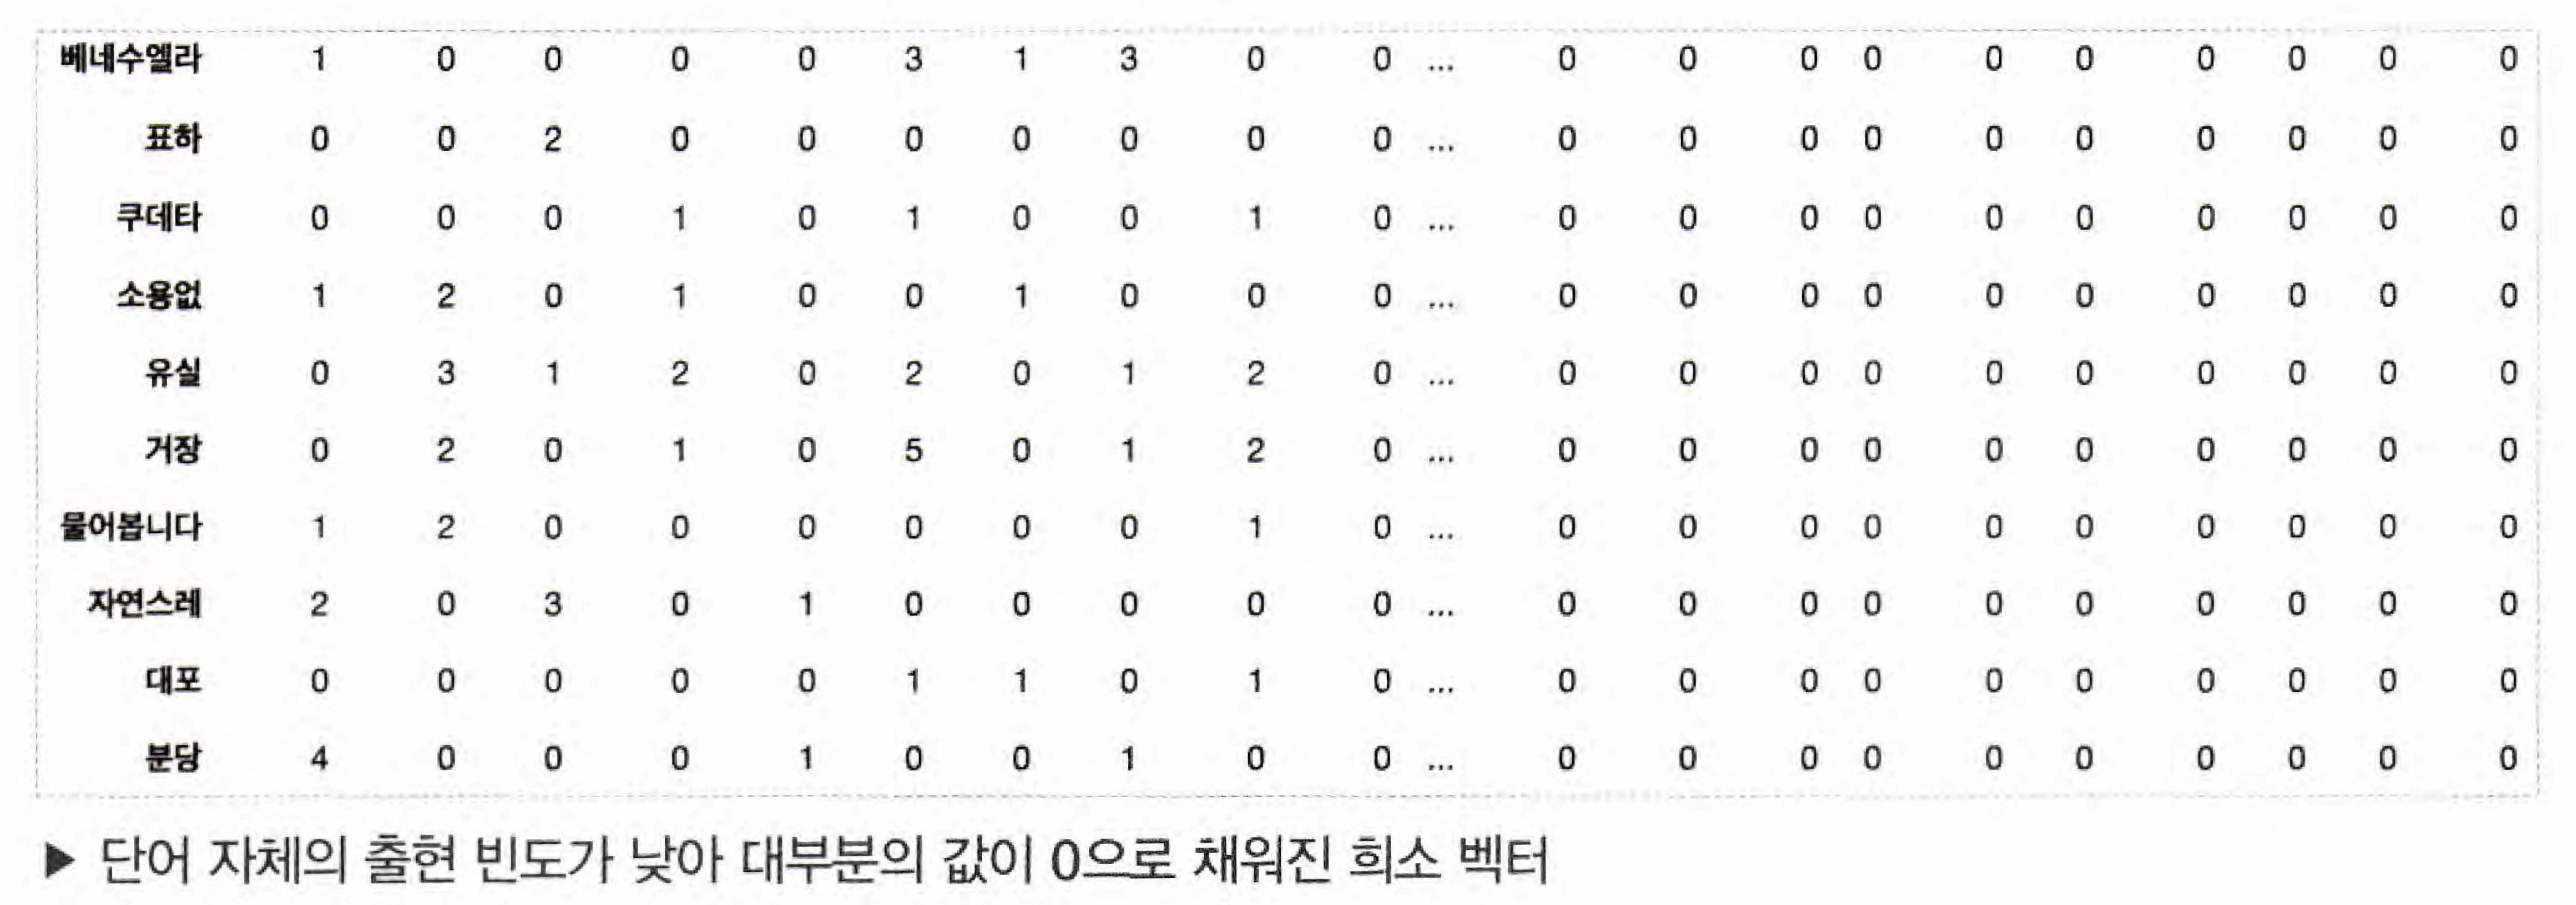 베네수엘라 1 0 0 0 0 3 1 3 0 0 ... 0 0 0 0 0 0 0 0 0 0
표하 0 0 2 0 0 0 0 0 0 0 ... 0 0 0 0 0 0 0 0 0 0
쿠데타 0 0 0 1 0 1 0 0 1 0 ... 0 0 0 0 0 0 0 0 0 0
소용없 1 2 0 1 0 0 1 0 0 0 ... 0 0 0 0 0 0 0 0 0 0
유실 0 3 1 2 0 2 0 1 2 0 ... 0 0 0 0 0 0 0 0 0 0
거장 0 2 0 1 0 5 0 1 2 0 ... 0 0 0 0 0 0 0 0 0 0
물어봅니다 1 2 0 0 0 0 0 0 1 0 ... 0 0 0 0 0 0 0 0 0 0
자연스레 2 0 3 0 1 0 0 0 0 0 ... 0 0 0 0 0 0 0 0 0 0
대포 0 0 0 0 0 1 1 0 1 0 ... 0 0 0 0 0 0 0 0 0 0
분당 4 0 0 0 1 0 0 1 0 0 ... 0 0 0 0 0 0 0 0 0 0
▶ 단어 자체의 출현 빈도가 낮아 대부분의 값이 0으로 채워진 희소 벡터